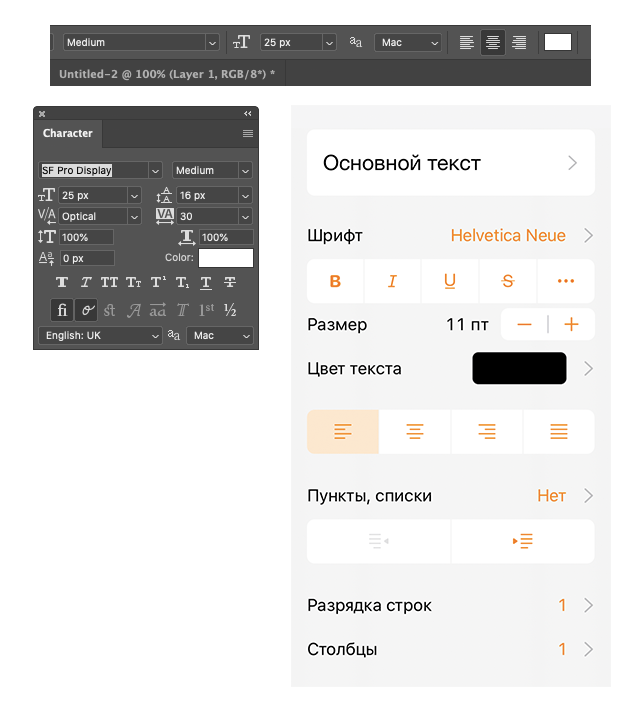 Medium
25 px
Mac
Untitled-2 @ 100% (Layer 1, RGB/8*) *
Character
SF Pro Display Medium
25 px 16 px
Optical 30
100% 100%
0 px Color:
T T TT Tt T¹ T₁ T T
fi st A ad T 1st ½
English: UK aa Mac
Основной текст
Шрифт Helvetica Neue
B I U S ...
Размер 11 пт
Цвет текста
Пункты, списки Нет
Разрядка строк 1
Столбцы 1